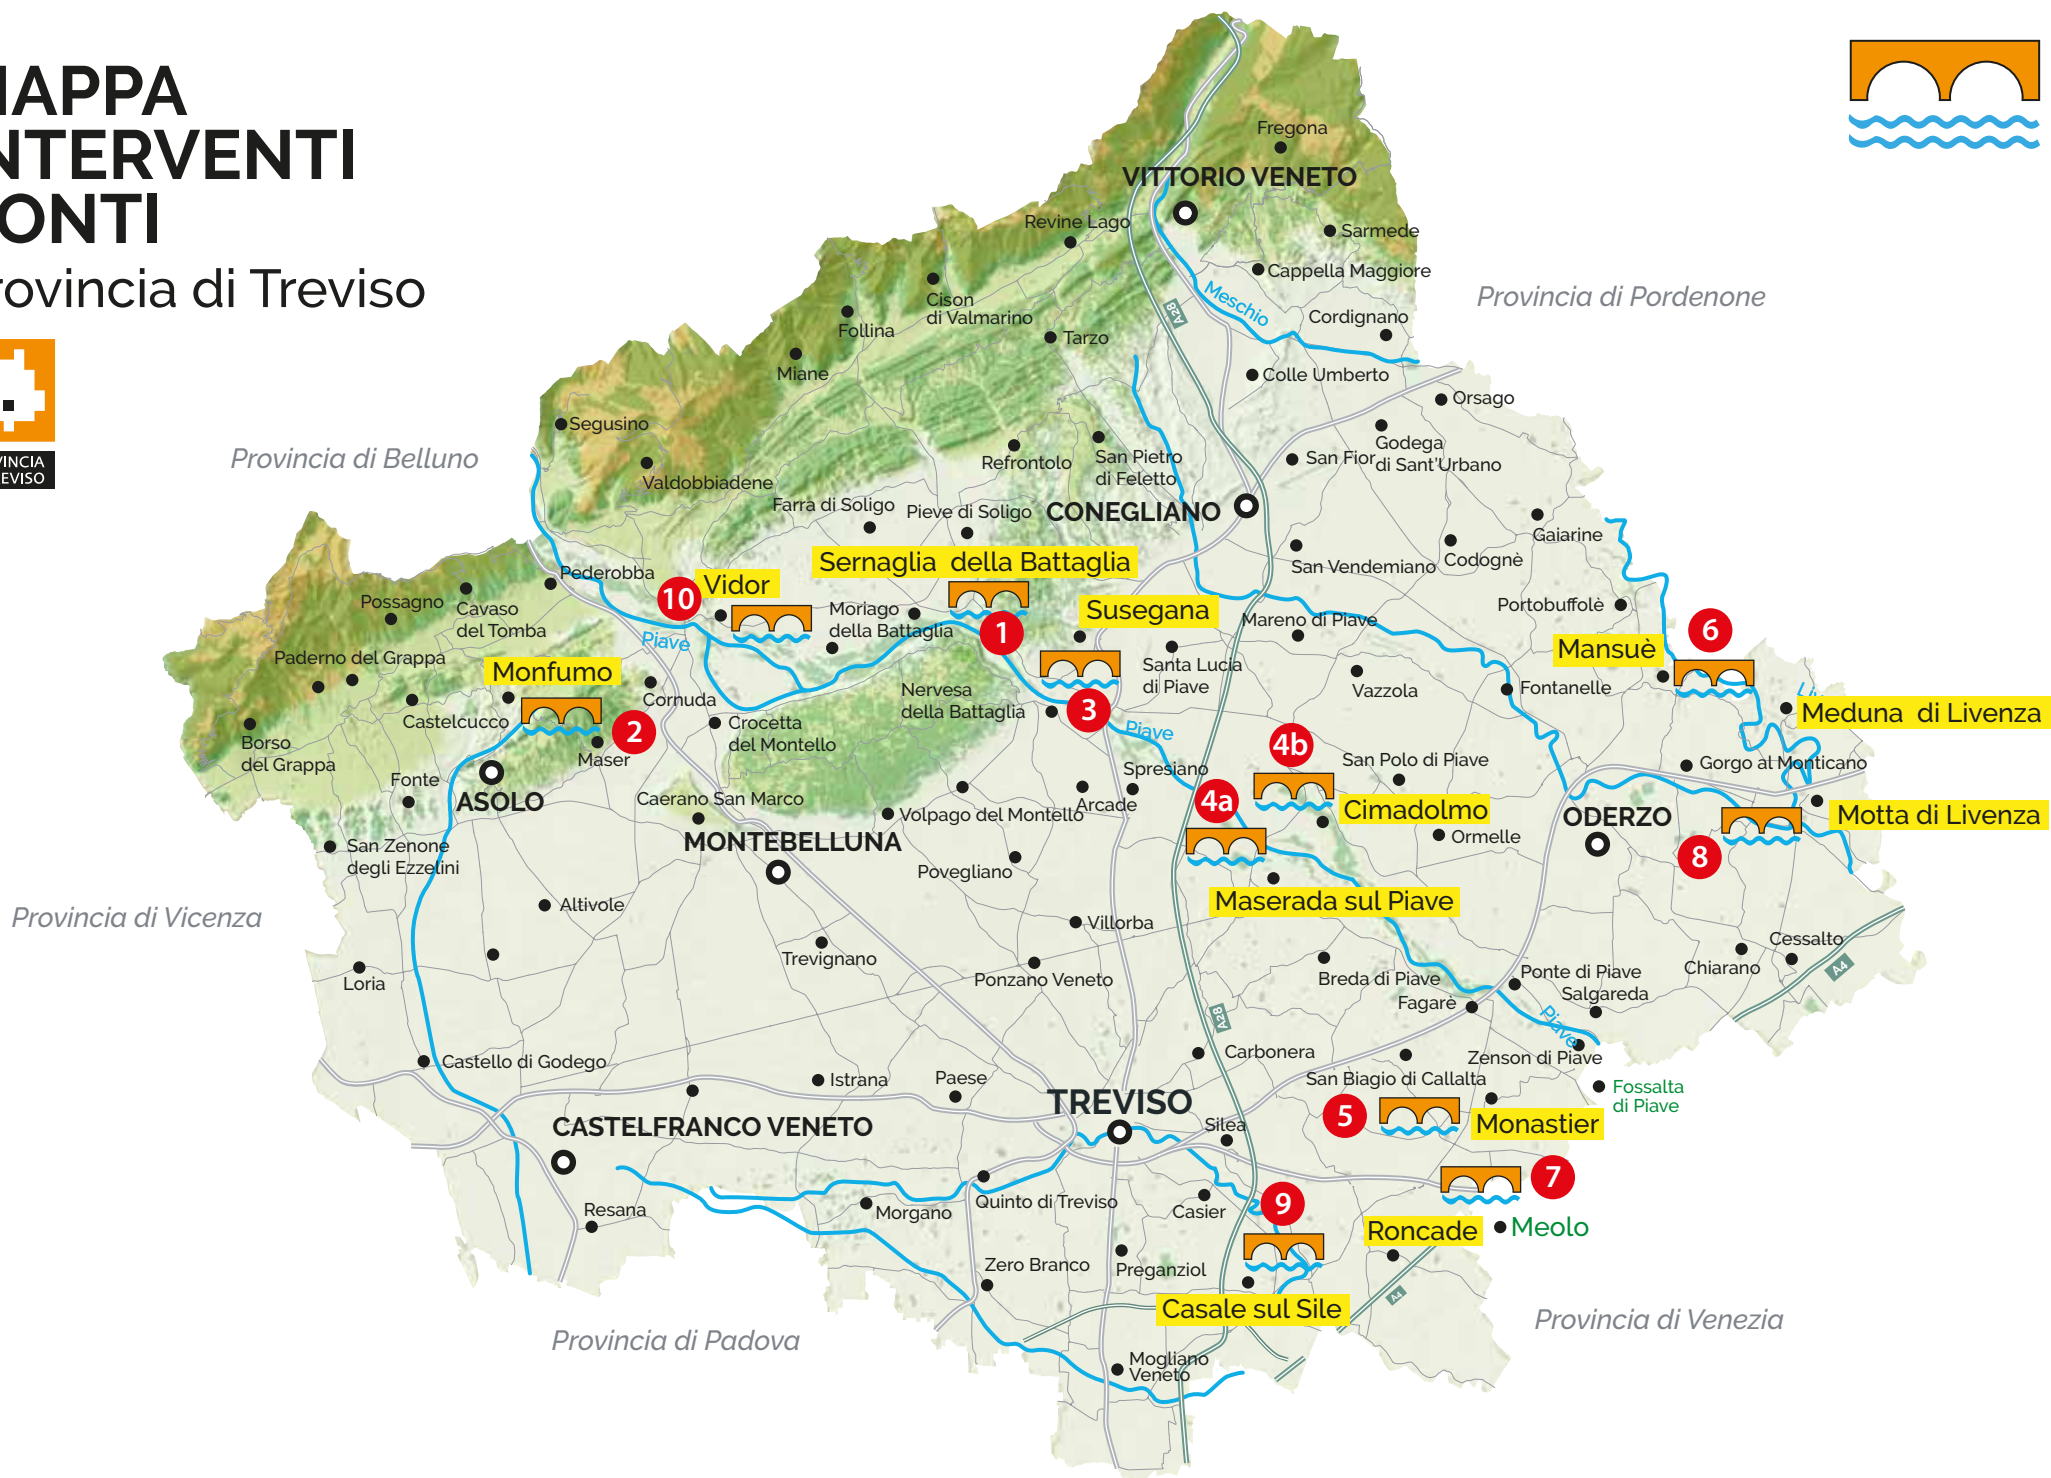 MAPPA
INTERVENTI
PONTI
Provincia di Treviso
VINCIA
EVISO
Provincia di Belluno
Provincia di Pordenone
Provincia di Vicenza
Provincia di Padova
Provincia di Venezia
Fregona
VITTORIO VENETO
Revine Lago
Sarmede
Cappella Maggiore
Cison
di Valmarino
Meschio
A28
Cordignano
Follina
Tarzo
Miane
Colle Umberto
Orsago
Segusino
Godega
di Sant'Urbano
San Fior
Refrontolo
San Pietro
di Feletto
Valdobbiadene
Farra di Soligo
Pieve di Soligo
CONEGLIANO
Gaiarine
Sernaglia della Battaglia
San Vendemiano
Codognè
Pederobba
10
Vidor
Possagno
Cavaso
del Tomba
Moriago
della Battaglia
Susegana
Portobuffolè
Mareno di Piave
1
6
Piave
Mansuè
Paderno del Grappa
Monfumo
Santa Lucia
di Piave
Cornuda
Nervesa
della Battaglia
Vazzola
Fontanelle
3
Castelcucco
2
Crocetta
del Montello
Piave
Meduna di Livenza
Borso
del Grappa
Maser
4b
San Polo di Piave
Gorgo al Monticano
Fonte
ASOLO
Spresiano
Caerano San Marco
Arcade
4a
Cimadolmo
Volpago del Montello
ODERZO
Motta di Livenza
MONTEBELLUNA
Ormelle
San Zenone
degli Ezzelini
8
Povegliano
Maserada sul Piave
Altivole
Villorba
Trevignano
Cessalto
Chiarano
A4
Loria
Ponzano Veneto
Breda di Piave
Ponte di Piave
Fagarè
Salgareda
Piave
A28
Castello di Godego
Carbonera
Zenson di Piave
Istrana
Paese
San Biagio di Callalta
Fossalta
di Piave
TREVISO
5
Monastier
CASTELFRANCO VENETO
Silea
7
Quinto di Treviso
Morgano
Casier
9
Resana
Roncade
Meolo
Zero Branco
Preganziol
Casale sul Sile
A4
Mogliano
Veneto